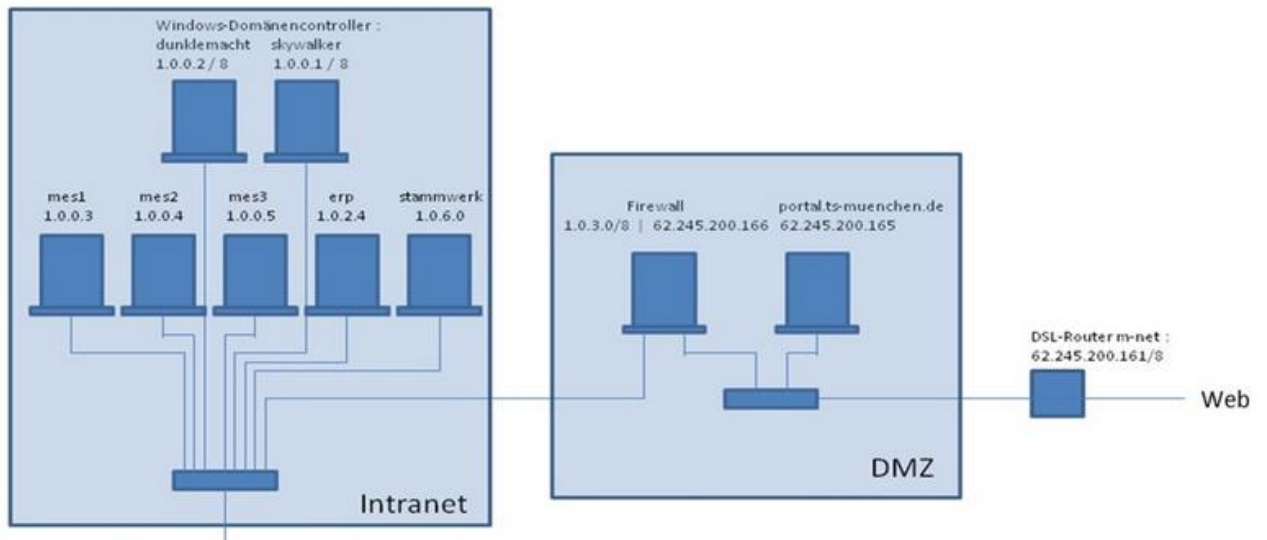 Windows-Domänencontroller :
dunklemacht skywalker
1.0.0.2 / 8 1.0.0.1 / 8
mes1 mes2 mes3 erp stammwerk
1.0.0.3 1.0.0.4 1.0.0.5 1.0.2.4 1.0.6.0
Intranet
Firewall portal.ts-muenchen.de
1.0.3.0/8 | 62.245.200.166 62.245.200.165
DMZ
DSL-Router m-net :
62.245.200.161/8
Web